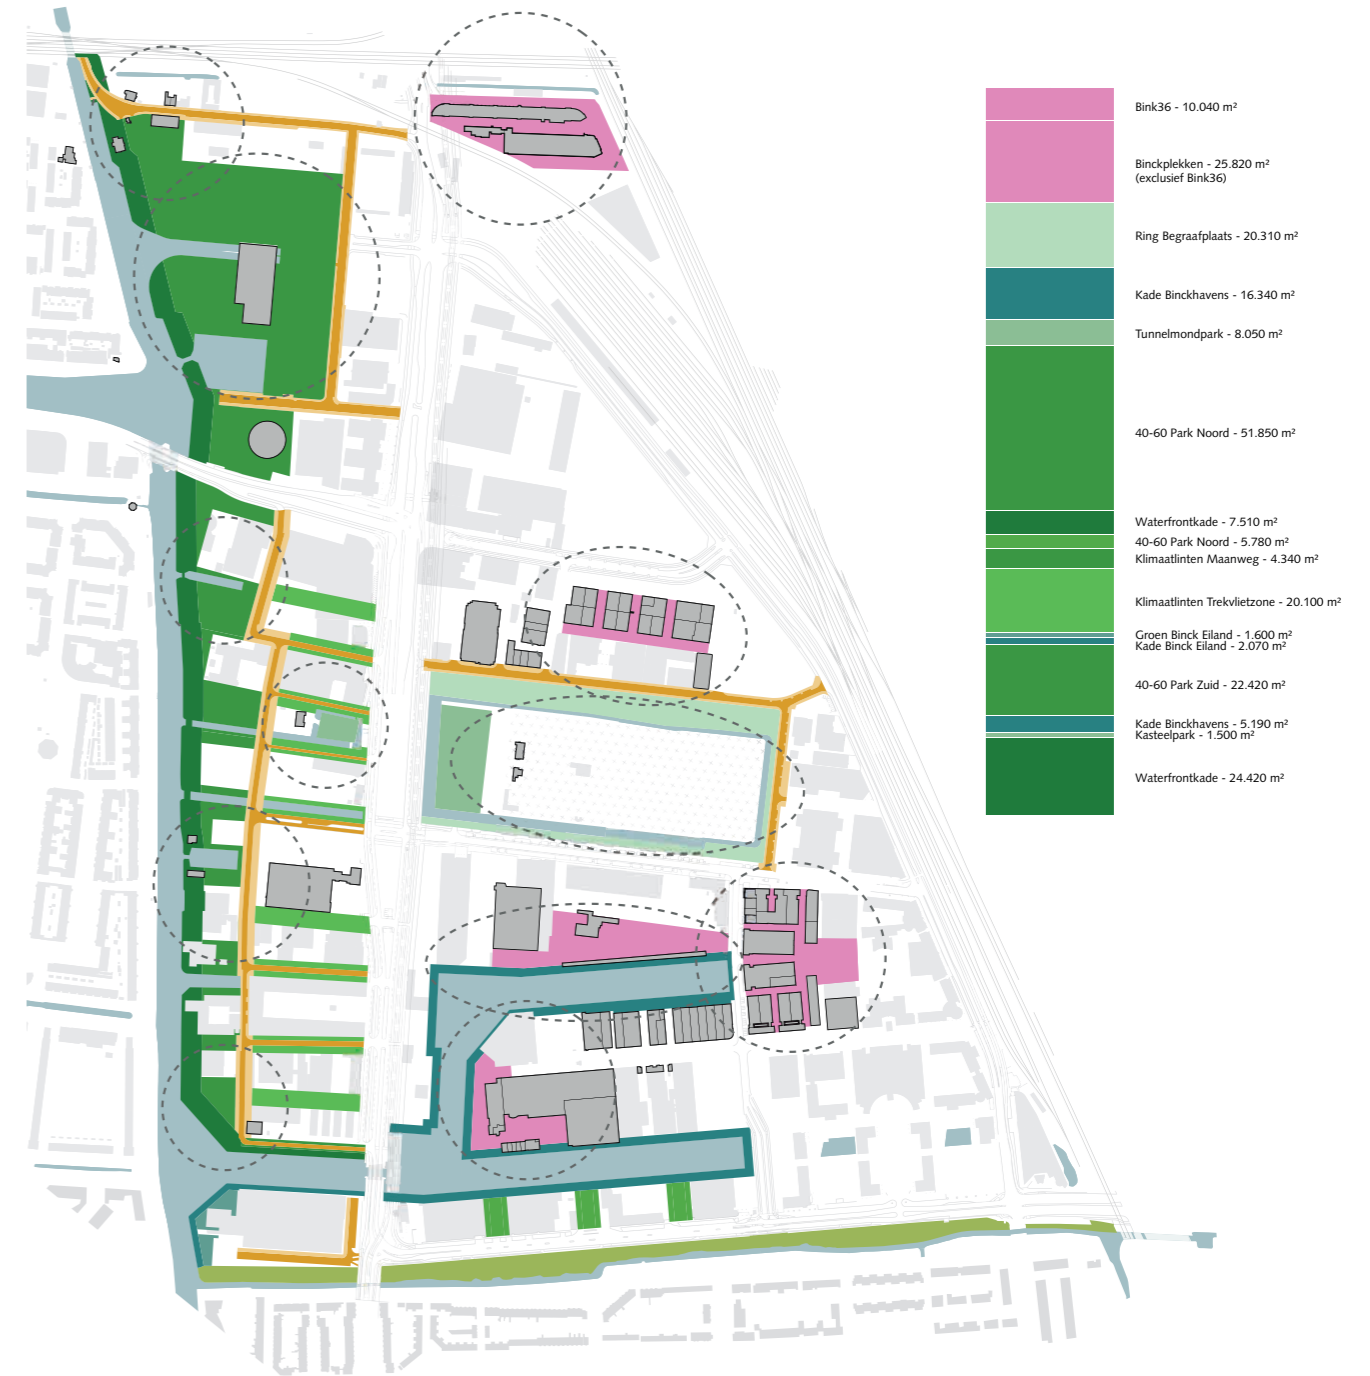 Bink36 - 10.040 m²
Binckplekken - 25.820 m²
(exclusief Bink36)
Ring Begraafplaats - 20.310 m²
Kade Binckhavens - 16.340 m²
Tunnelmondpark - 8.050 m²
40-60 Park Noord - 51.850 m²
Waterfrontkade - 7.510 m²
40-60 Park Noord - 5.780 m²
Klimaatlinten Maanweg - 4.340 m²
Klimaatlinten Trekvlietzone - 20.100 m²
Groen Binck Eiland - 1.600 m²
Kade Binck Eiland - 2.070 m²
40-60 Park Zuid - 22.420 m²
Kade Binckhavens - 5.190 m²
Kasteelpark - 1.500 m²
Waterfrontkade - 24.420 m²